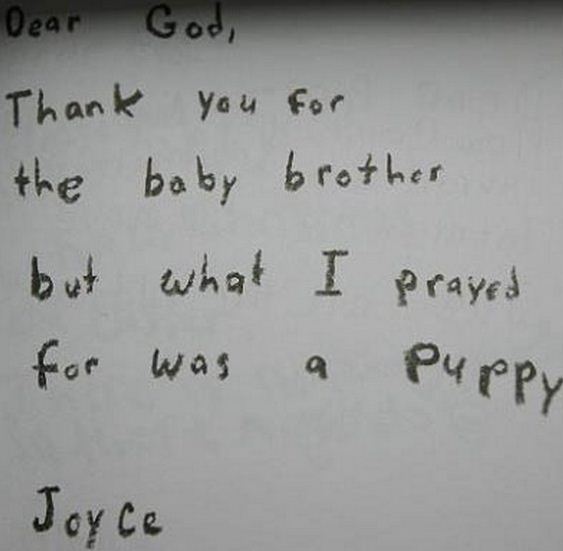 Dear God,
Thank you for
the baby brother
but what I prayed
for was a puppy
Joyce